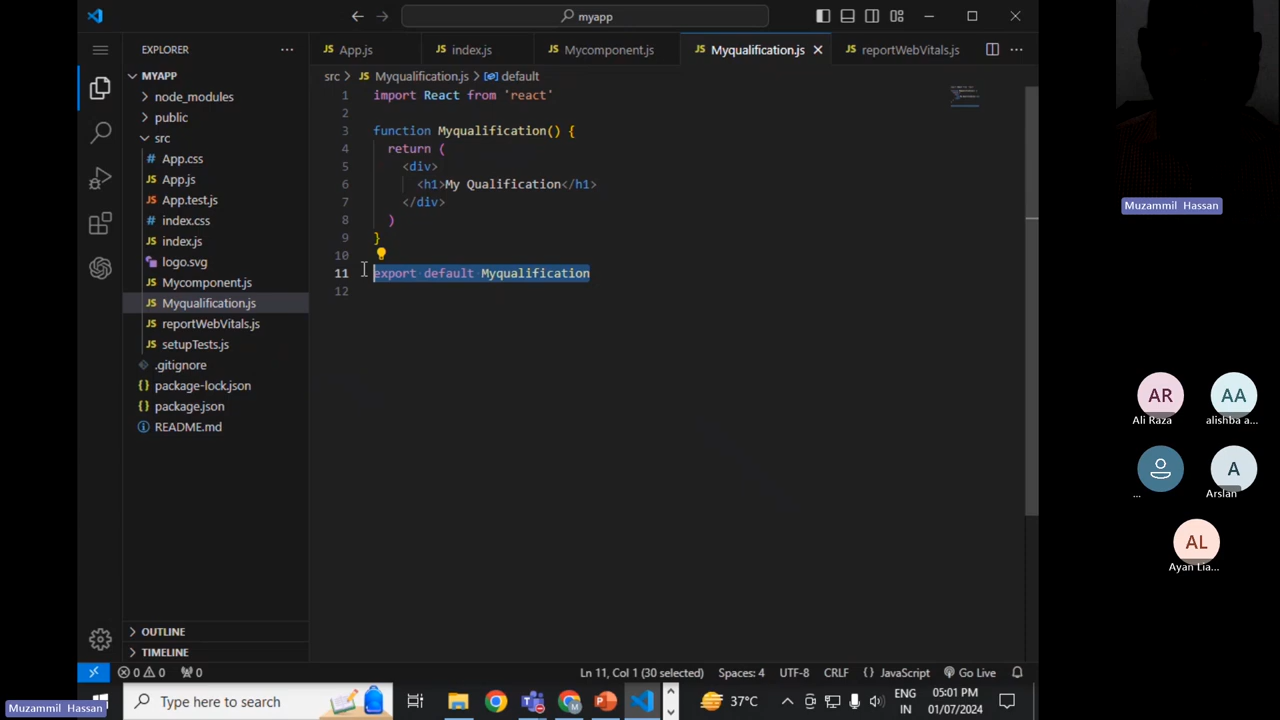 myapp
EXPLORER
App.js
index.js
Mycomponent.js
Myqualification.js
reportWebVitals.js
MYAPP
src > JS Myqualification.js > default
node_modules
public
src
App.css
App.js
App.test.js
index.css
index.js
logo.svg
Mycomponent.js
Myqualification.js
reportWebVitals.js
setupTests.js
.gitignore
package-lock.json
package.json
README.md
1 import React from 'react'
2
3 function Myqualification() {
4 return (
5 <div>
6 <h1>My Qualification</h1>
7 </div>
8 )
9 }
10
11 export default Myqualification
12
Muzammil Hassan
AR
AA
Ali Raza
alishba a...
A
...
Arslan
AL
Ayan Lia...
OUTLINE
TIMELINE
0 0 0
Ln 11, Col 1 (30 selected)
Spaces: 4
UTF-8
CRLF
{} JavaScript
Go Live
Type here to search
37°C
ENG
IN
05:01 PM
01/07/2024
Muzammil Hassan